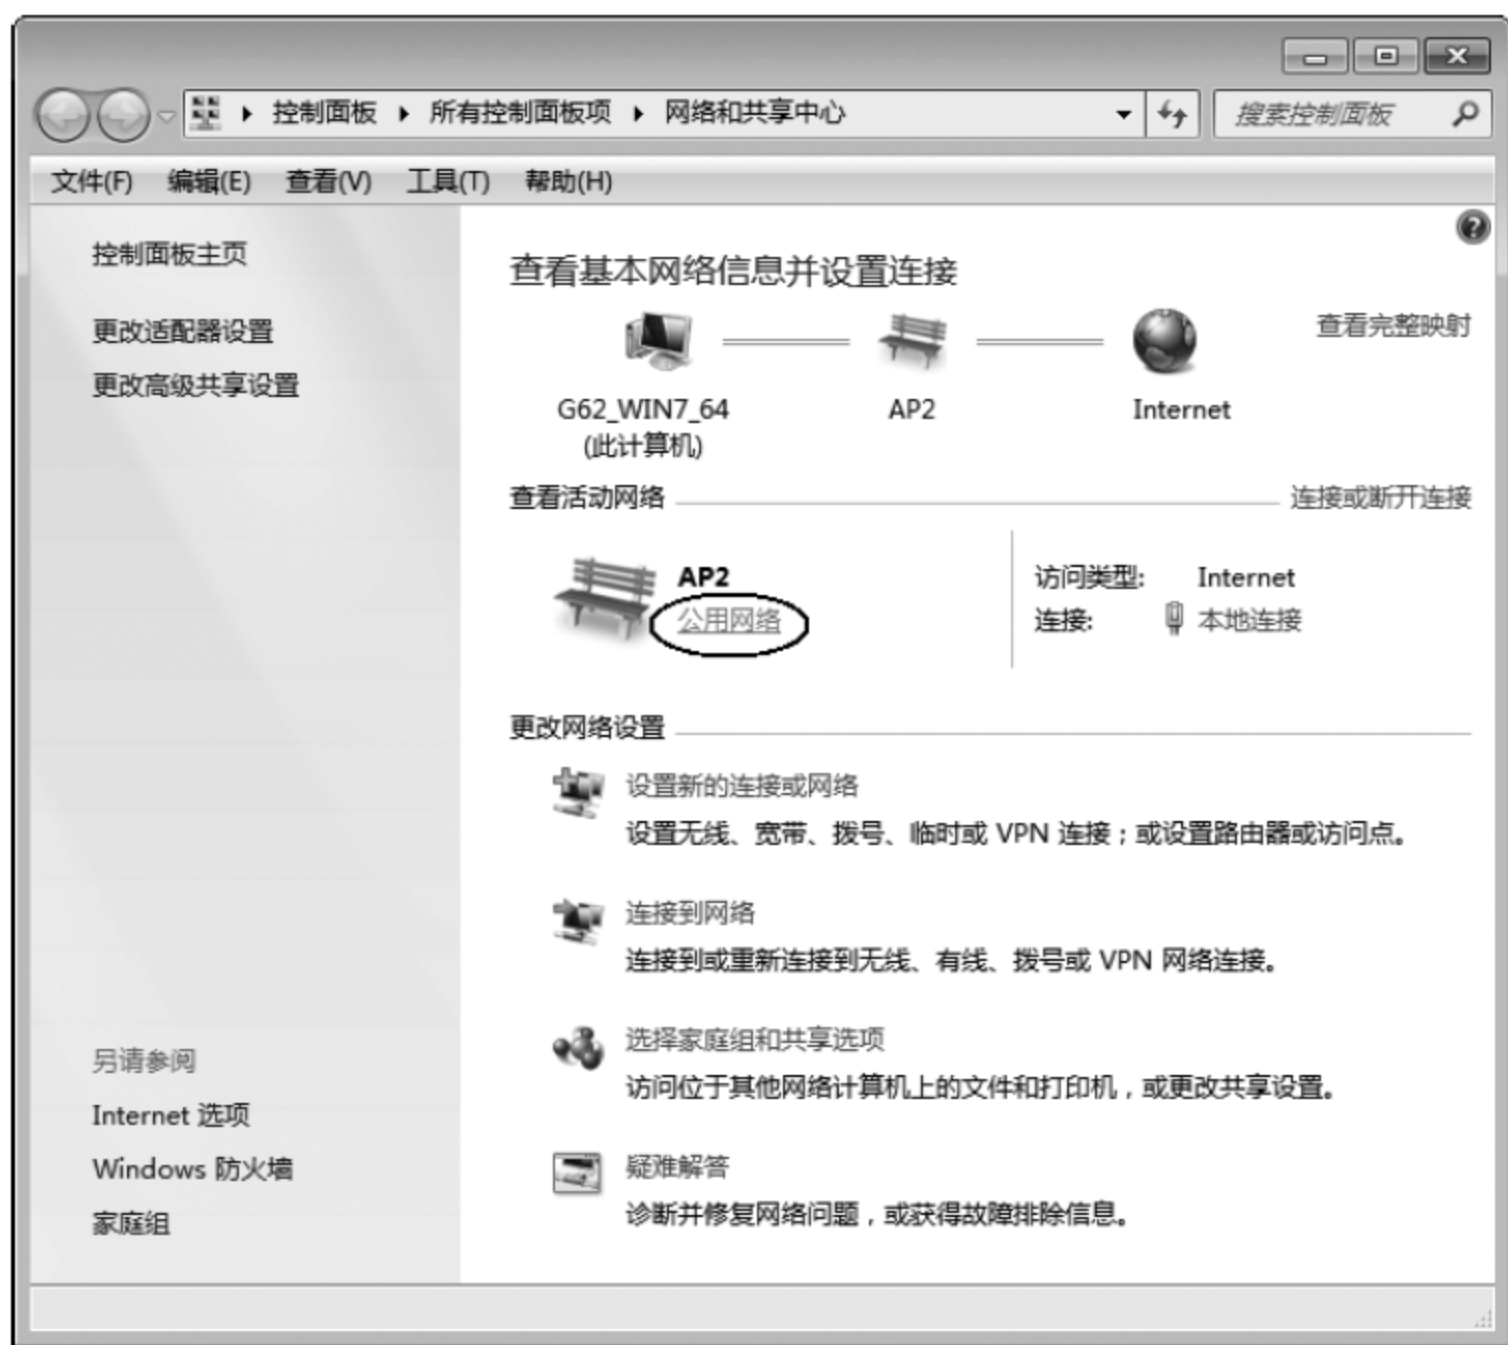 控制面板 ▸ 所有控制面板项 ▸ 网络和共享中心
搜索控制面板
文件(F) 编辑(E) 查看(V) 工具(T) 帮助(H)
控制面板主页
更改适配器设置
更改高级共享设置
查看基本网络信息并设置连接
查看完整映射
G62_WIN7_64 AP2 Internet
(此计算机)
查看活动网络 连接或断开连接
AP2
公用网络
访问类型: Internet
连接: 本地连接
更改网络设置
设置新的连接或网络
设置无线、宽带、拨号、临时或 VPN 连接；或设置路由器或访问点。
连接到网络
连接到或重新连接到无线、有线、拨号或 VPN 网络连接。
选择家庭组和共享选项
访问位于其他网络计算机上的文件和打印机，或更改共享设置。
疑难解答
诊断并修复网络问题，或获得故障排除信息。
另请参阅
Internet 选项
Windows 防火墙
家庭组